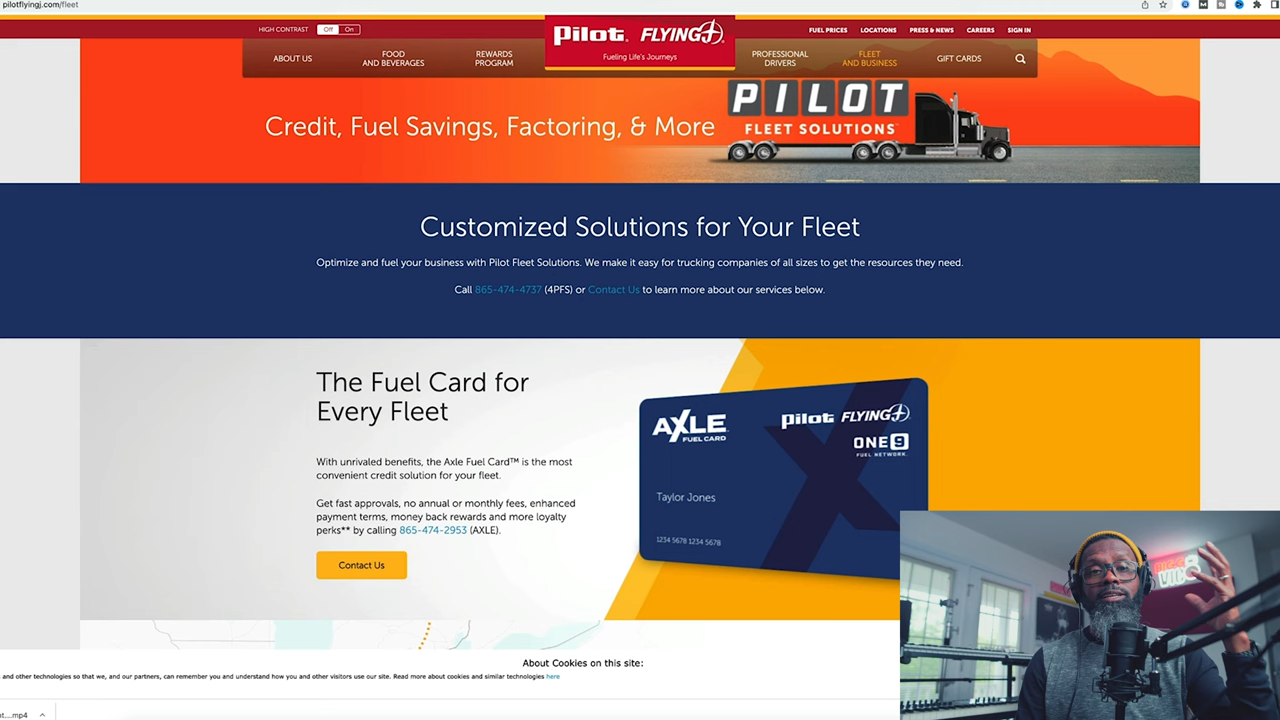 pilotflyingj.com/fleet
HIGH CONTRAST Off On
Pilot. FLYING J
Fueling Life's Journeys
FUEL PRICES LOCATIONS PRESS & NEWS CAREERS SIGN IN
ABOUT US
FOOD
AND BEVERAGES
REWARDS
PROGRAM
PROFESSIONAL
DRIVERS
FLEET
AND BUSINESS
GIFT CARDS
Credit, Fuel Savings, Factoring, & More
PILOT
FLEET SOLUTIONS™
Customized Solutions for Your Fleet
Optimize and fuel your business with Pilot Fleet Solutions. We make it easy for trucking companies of all sizes to get the resources they need.
Call 865-474-4737 (4PFS) or Contact Us to learn more about our services below.
The Fuel Card for
Every Fleet
With unrivaled benefits, the Axle Fuel Card™ is the most
convenient credit solution for your fleet.
Get fast approvals, no annual or monthly fees, enhanced
payment terms, money back rewards and more loyalty
perks** by calling 865-474-2953 (AXLE).
Contact Us
AXLE
FUEL CARD
Pilot FLYING J
ONE9
FUEL NETWORK.
Taylor Jones
1234 5678 1234 5678
About Cookies on this site:
and other technologies so that we, and our partners, can remember you and understand how you and other visitors use our site. Read more about cookies and similar technologies here
nt....mp4